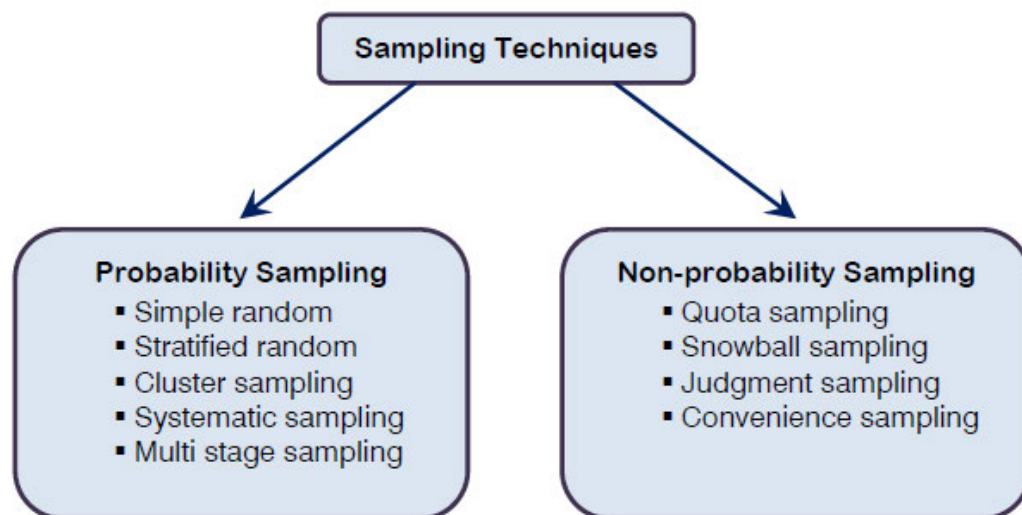 Sampling Techniques
Probability Sampling
▪ Simple random
▪ Stratified random
▪ Cluster sampling
▪ Systematic sampling
▪ Multi stage sampling
Non-probability Sampling
▪ Quota sampling
▪ Snowball sampling
▪ Judgment sampling
▪ Convenience sampling